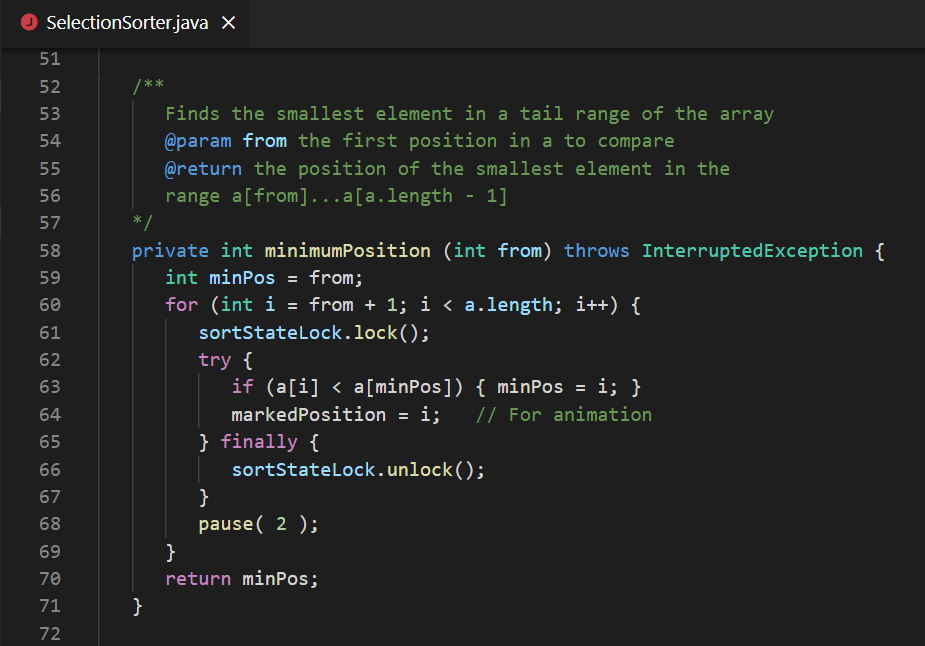 J SelectionSorter.java ×
51
52 /**
53 Finds the smallest element in a tail range of the array
54 @param from the first position in a to compare
55 @return the position of the smallest element in the
56 range a[from]...a[a.length - 1]
57 */
58 private int minimumPosition (int from) throws InterruptedException {
59 int minPos = from;
60 for (int i = from + 1; i < a.length; i++) {
61 sortStateLock.lock();
62 try {
63 if (a[i] < a[minPos]) { minPos = i; }
64 markedPosition = i; // For animation
65 } finally {
66 sortStateLock.unlock();
67 }
68 pause( 2 );
69 }
70 return minPos;
71 }
72